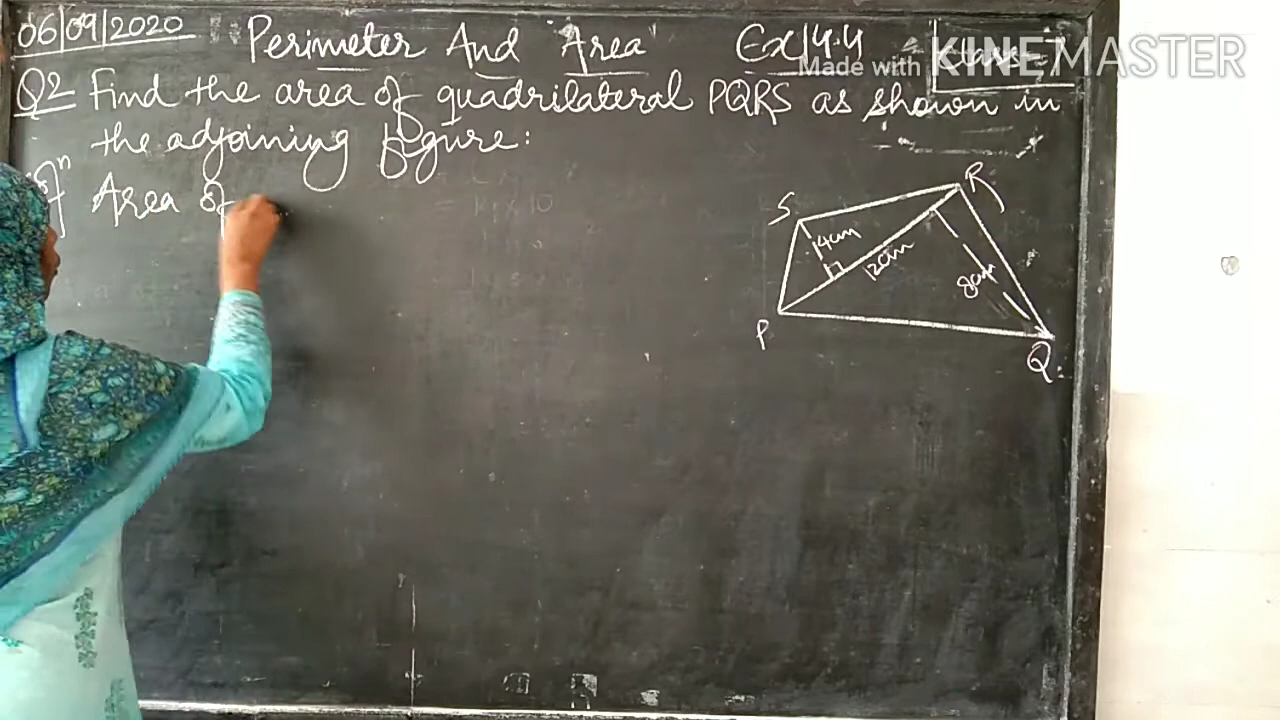 06/09/2020 "Perimeter And Area" Ex 14.4
Made with KINEMASTER
Q2 Find the area of quadrilateral PQRS as shown in
the adjoining figure:
Soln Area of
S
R
P
Q
14cm
12cm
8cm